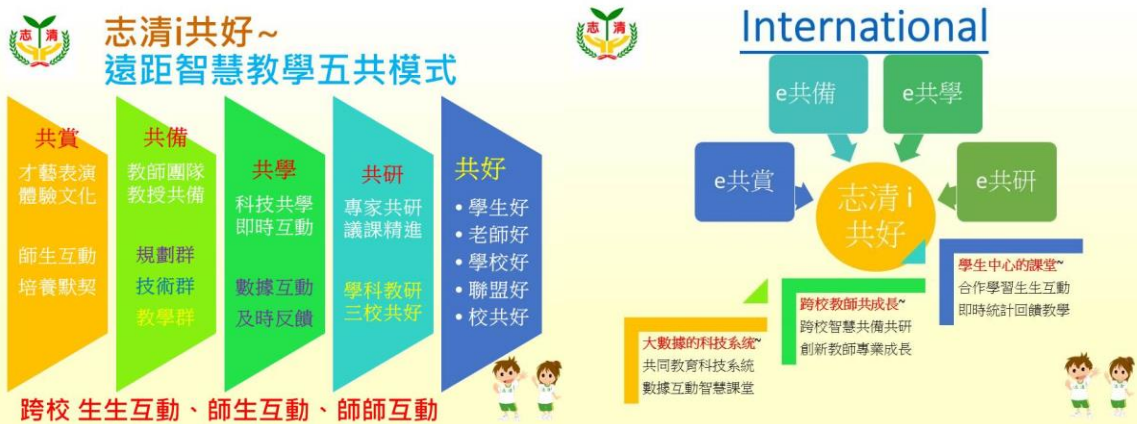 志清
志清i共好~
遠距智慧教學五共模式
共賞
才藝表演
體驗文化
師生互動
培養默契
共備
教師團隊
教授共備
規劃群
技術群
教學群
共學
科技共學
即時互動
數據互動
及時反饋
共研
專家共研
議課精進
學科教研
三校共好
共好
• 學生好
• 老師好
• 學校好
• 聯盟好
• 校共好
跨校 生生互動、師生互動、師師互動
志清
International
e共備
e共學
e共賞
e共研
志清 i
共好
大數據的科技系統~
共同教育科技系統
數據互動智慧課堂
跨校教師共成長~
跨校智慧共備共研
創新教師專業成長
學生中心的課堂~
合作學習生生互動
即時統計回饋教學